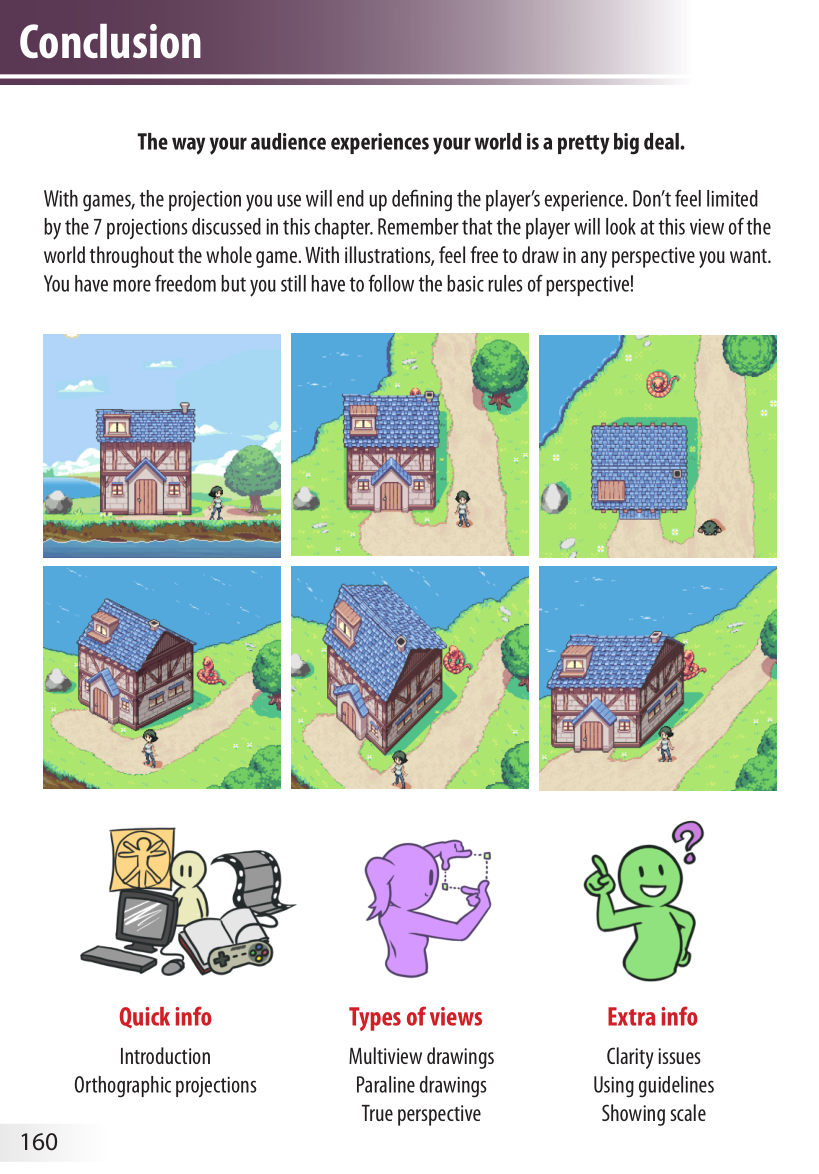 Conclusion
The way your audience experiences your world is a pretty big deal.
With games, the projection you use will end up defining the player’s experience. Don’t feel limited
by the 7 projections discussed in this chapter. Remember that the player will look at this view of the
world throughout the whole game. With illustrations, feel free to draw in any perspective you want.
You have more freedom but you still have to follow the basic rules of perspective!
?
Quick info
Introduction
Orthographic projections
Types of views
Multiview drawings
Paraline drawings
True perspective
Extra info
Clarity issues
Using guidelines
Showing scale
160